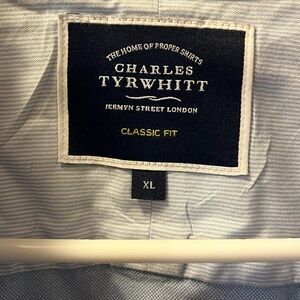 THE HOME OF PROPER SHIRTS
CHARLES
TYRWHITT
JERMYN STREET LONDON
CLASSIC FIT
XL